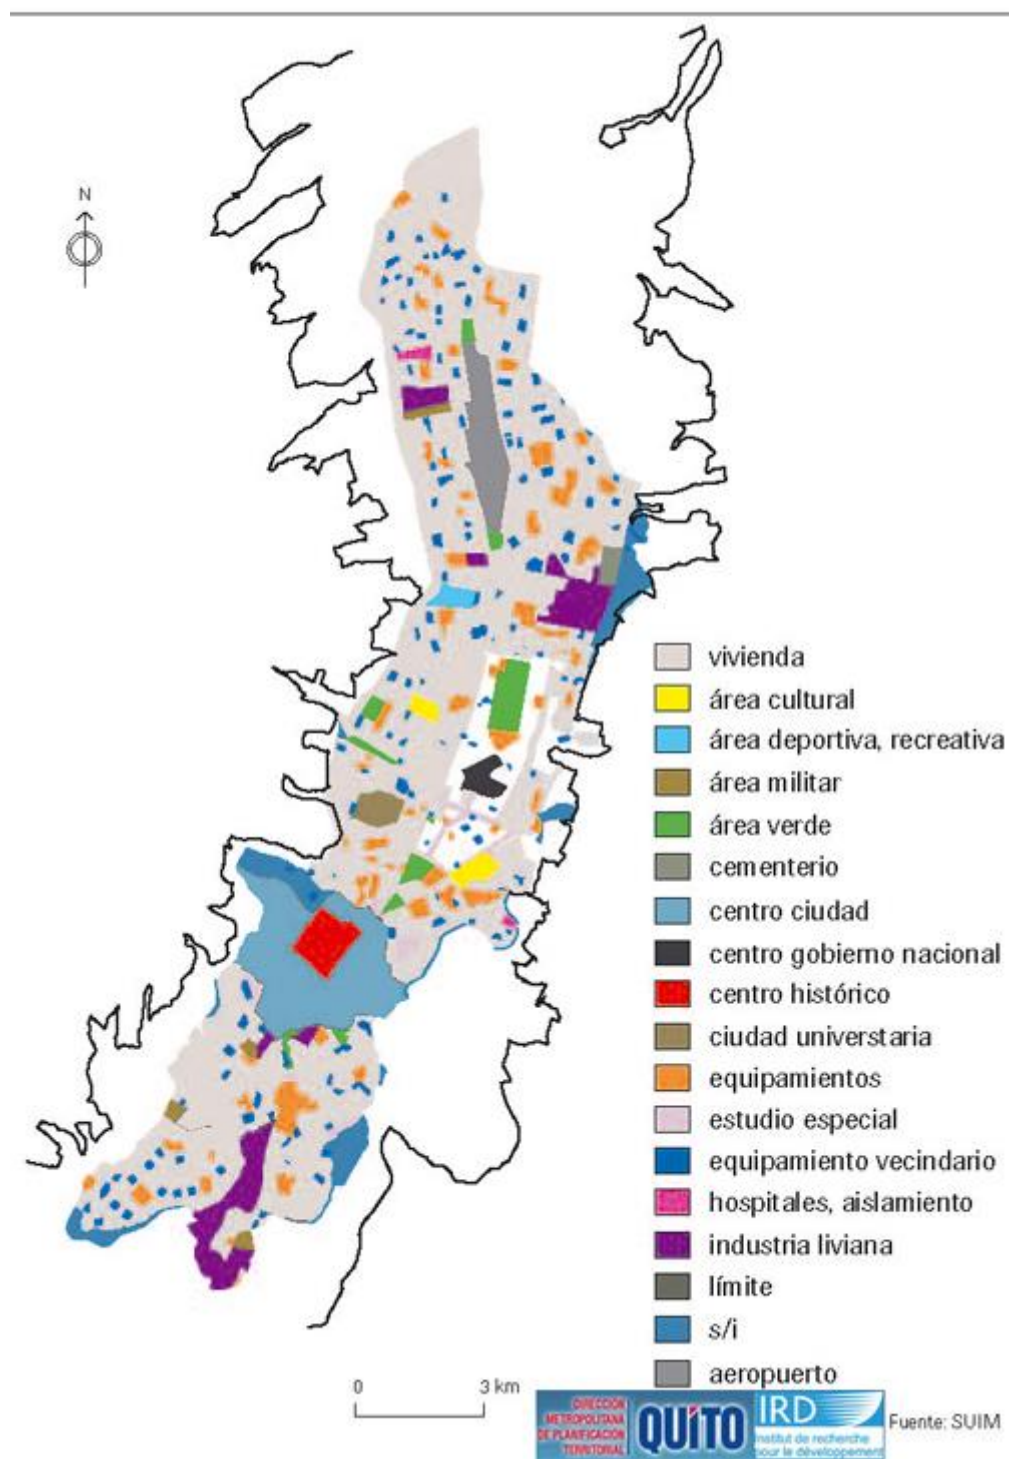 N
vivienda
área cultural
área deportiva, recreativa
área militar
área verde
cementerio
centro ciudad
centro gobierno nacional
centro histórico
ciudad universtaria
equipamientos
estudio especial
equipamiento vecindario
hospitales, aislamiento
industria liviana
límite
s/i
aeropuerto
0 3 km
DIRECCIÓN
METROPOLITANA
DE PLANIFICACIÓN
TERRITORIAL
QUITO
IRD
Institut de recherche
pour le développement
Fuente: SUIM